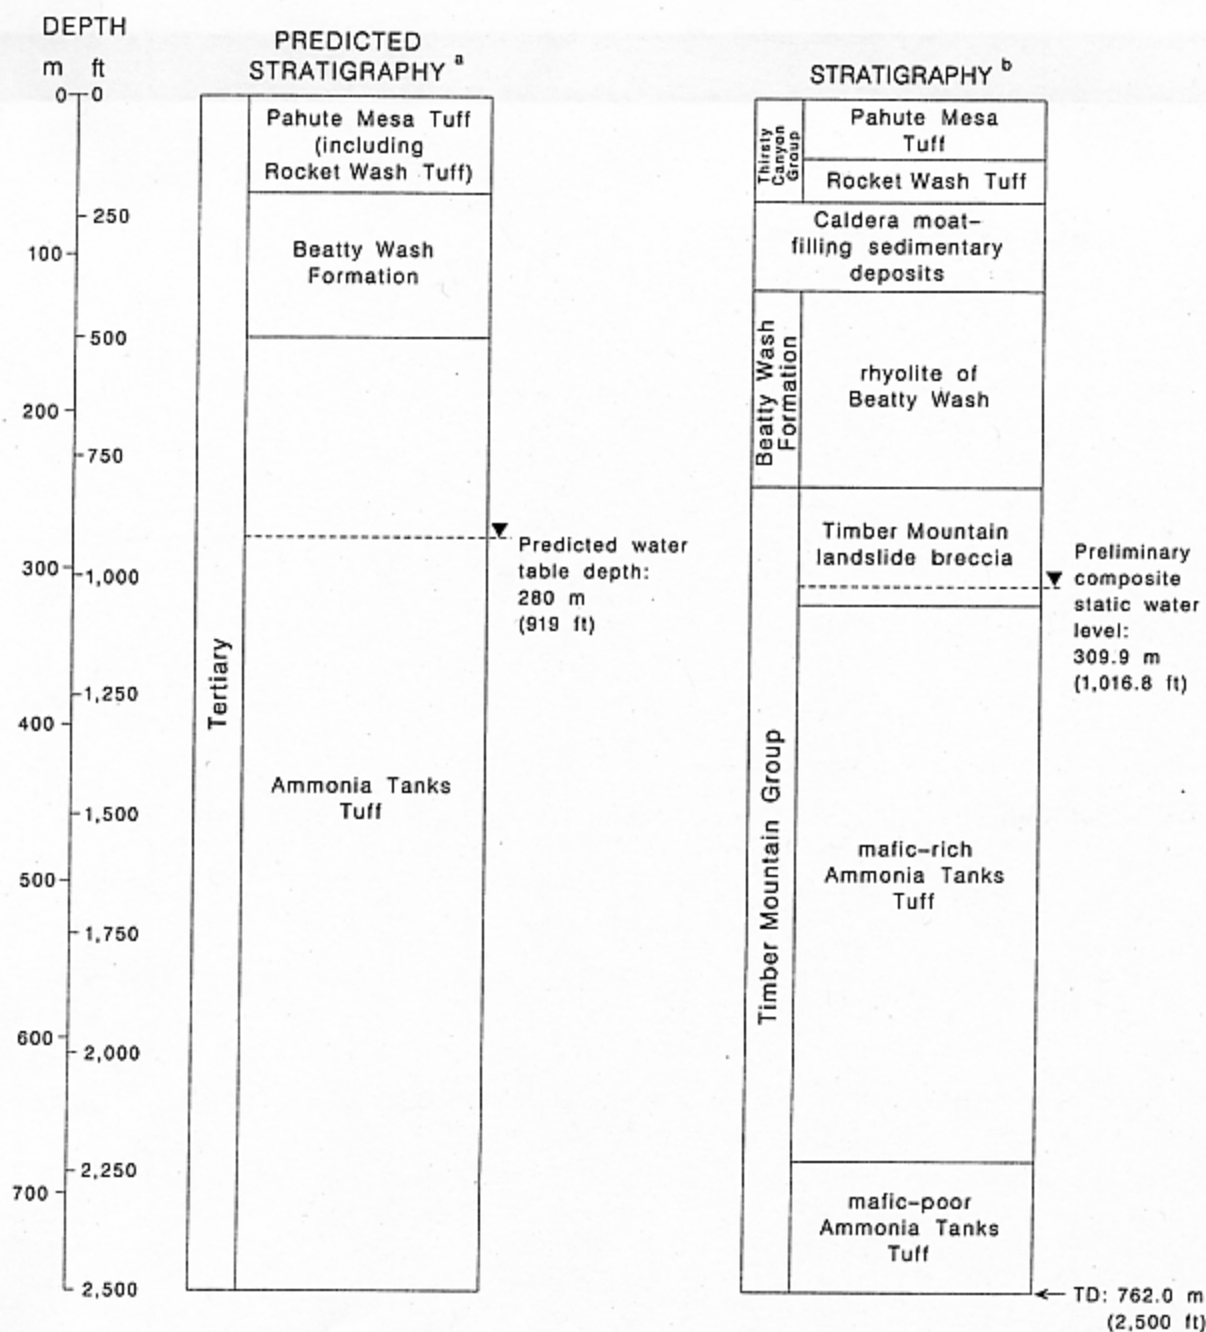 DEPTH
m ft
0 0
250
100
500
200
750
300
1,000
1,250
400
1,500
500
1,750
600
2,000
2,250
700
2,500
PREDICTED
STRATIGRAPHY a
Tertiary
Pahute Mesa Tuff
(including
Rocket Wash Tuff)
Beatty Wash
Formation
Predicted water
table depth:
280 m
(919 ft)
Ammonia Tanks
Tuff
STRATIGRAPHY b
Thirsty
Canyon
Group
Pahute Mesa
Tuff
Rocket Wash Tuff
Caldera moat-
filling sedimentary
deposits
Beatty Wash
Formation
rhyolite of
Beatty Wash
Timber Mountain Group
Timber Mountain
landslide breccia
Preliminary
composite
static water
level:
309.9 m
(1,016.8 ft)
mafic-rich
Ammonia Tanks
Tuff
mafic-poor
Ammonia Tanks
Tuff
TD: 762.0 m
(2,500 ft)